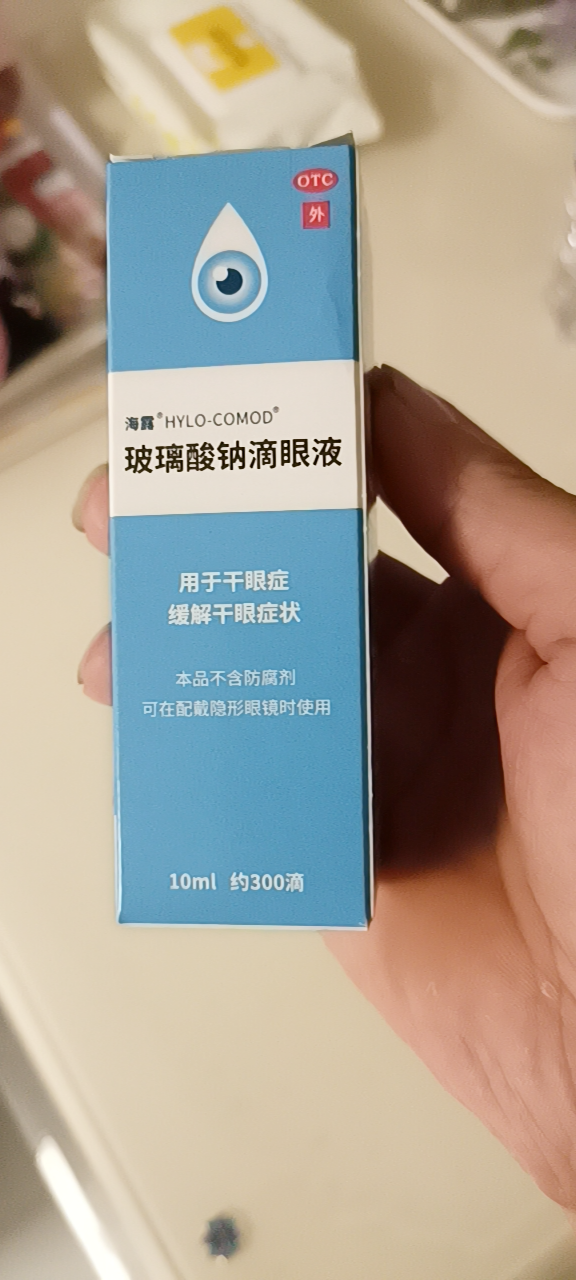 OTC
外
海露®HYLO-COMOD®
玻璃酸钠滴眼液
用于干眼症
缓解干眼症状
本品不含防腐剂
可在配戴隐形眼镜时使用
10ml 约300滴